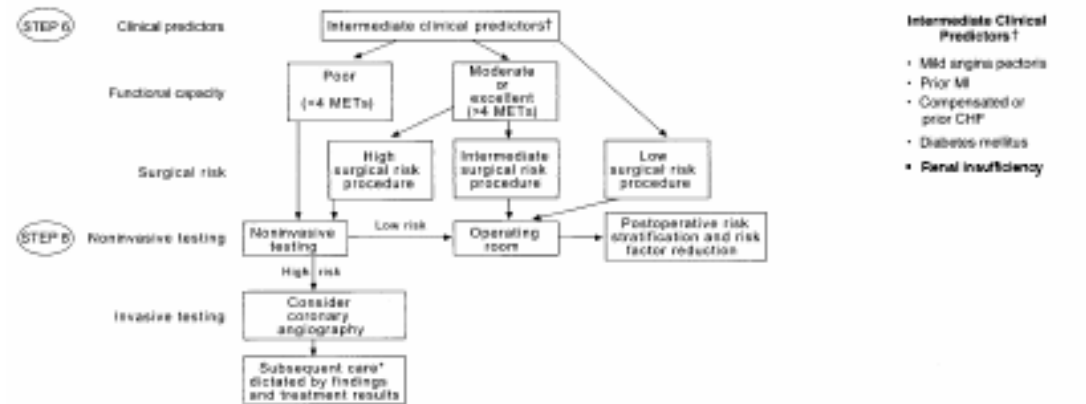 STEP 6
Clinical predictors
Intermediate clinical predictors†
Functional capacity
Poor
(<4 METs)
Moderate
or
excellent
(>4 METs)
Surgical risk
High
surgical risk
procedure
Intermediate
surgical risk
procedure
Low
surgical risk
procedure
STEP 8
Noninvasive testing
Noninvasive
testing
Low risk
Operating
room
Postoperative risk
stratification and risk
factor reduction
High risk
Invasive testing
Consider
coronary
angiography
Subsequent care*
dictated by findings
and treatment results
Intermediate Clinical
Predictors†
• Mild angina pectoris
• Prior MI
• Compensated or
prior CHF
• Diabetes mellitus
• Renal insufficiency